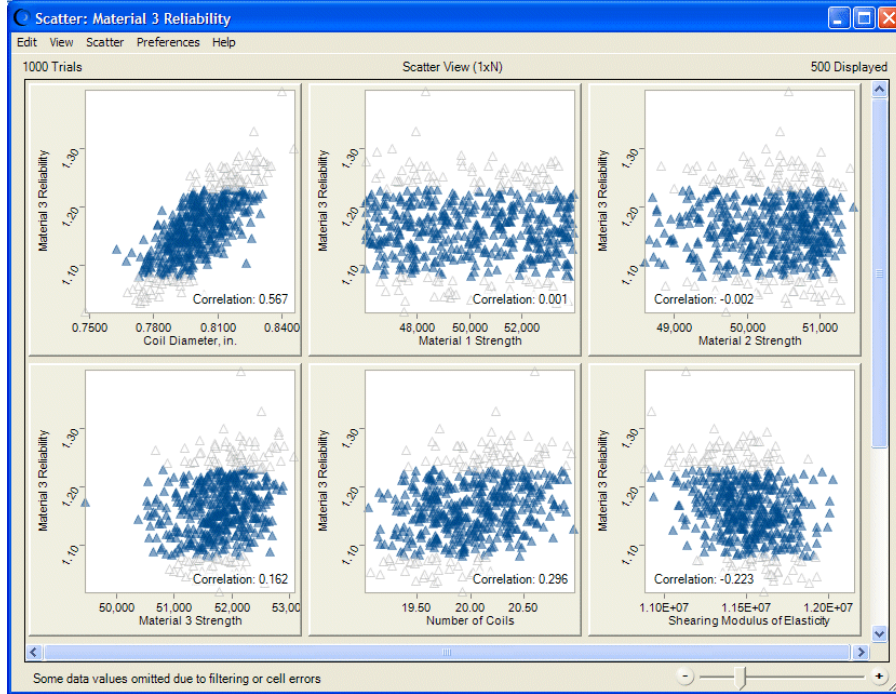 Scatter: Material 3 Reliability
Edit View Scatter Preferences Help
1000 Trials Scatter View (1xN) 500 Displayed
Material 3 Reliability
1.30
1.20
1.10
Correlation: 0.567
0.7500 0.7800 0.8100 0.8400
Coil Diameter, in.
Material 3 Reliability
1.30
1.20
1.10
Correlation: 0.001
48,000 50,000 52,000
Material 1 Strength
Material 3 Reliability
1.30
1.20
1.10
Correlation: -0.002
49,000 50,000 51,000
Material 2 Strength
Material 3 Reliability
1.30
1.20
1.10
Correlation: 0.162
50,000 51,000 52,000 53,00
Material 3 Strength
Material 3 Reliability
1.30
1.20
1.10
Correlation: 0.296
19.50 20.00 20.50
Number of Coils
Material 3 Reliability
1.30
1.20
1.10
Correlation: -0.223
1.10E+07 1.15E+07 1.20E+07
Shearing Modulus of Elasticity
Some data values omitted due to filtering or cell errors